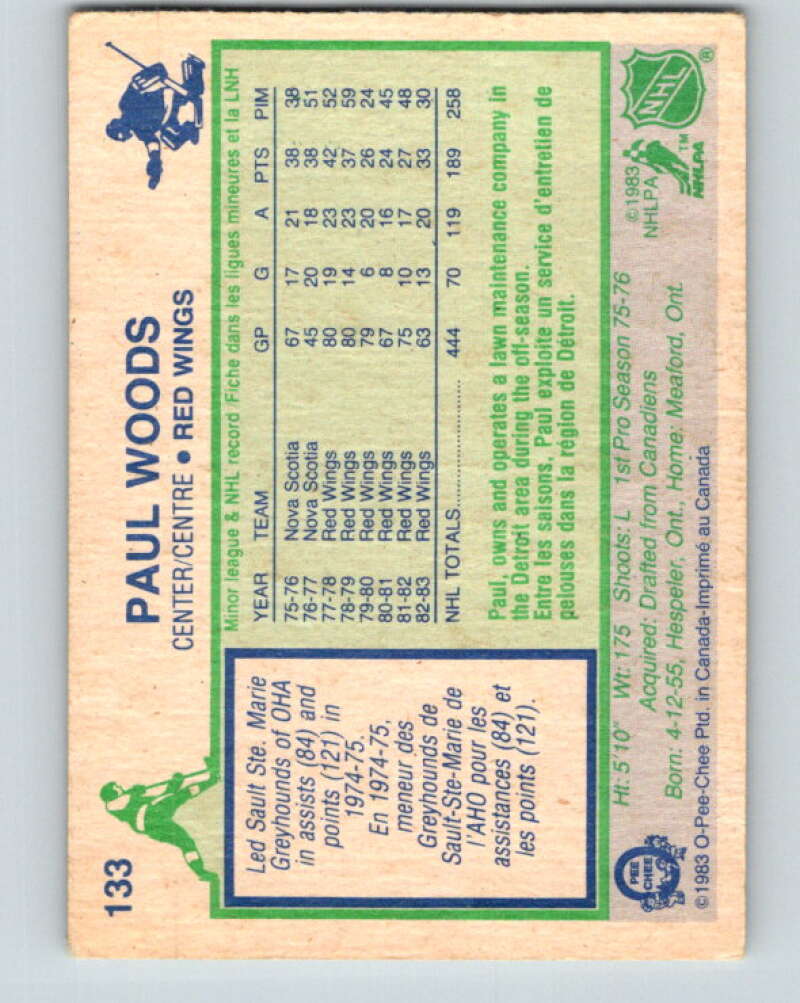 133
PAUL WOODS
CENTER/CENTRE • RED WINGS
Led Sault Ste. Marie
Greyhounds of OHA
in assists (84) and
points (121) in
1974-75.
En 1974-75,
meneur des
Greyhounds de
Sault-Ste-Marie de
l'AHO pour les
assistances (84) et
les points (121).
Minor league & NHL record Fiche dans les ligues mineures et la LNH
YEAR TEAM GP G A PTS PIM
75-76 Nova Scotia 67 17 21 38 38
76-77 Nova Scotia 45 20 18 38 51
77-78 Red Wings 80 19 23 42 52
78-79 Red Wings 80 14 23 37 59
79-80 Red Wings 79 6 20 26 24
80-81 Red Wings 67 8 16 24 45
81-82 Red Wings 75 10 17 27 48
82-83 Red Wings 63 13 20 33 30
NHL TOTALS.................. 444 70 119 189 258
Paul, owns and operates a lawn maintenance company in
the Detroit area during the off-season.
Entre les saisons, Paul exploite un service d'entretien de
pelouses dans la région de Détroit.
Ht: 5'10" Wt: 175 Shoots: L 1st Pro Season 75-76
Acquired: Drafted from Canadiens
Born: 4-12-55, Hespeler, Ont., Home: Meaford, Ont.
©1983 O-Pee-Chee Ptd. in Canada-Imprimé au Canada
O
PEE
CHEE
©1983
NHLPA
NHL
®
NHLPA
TM